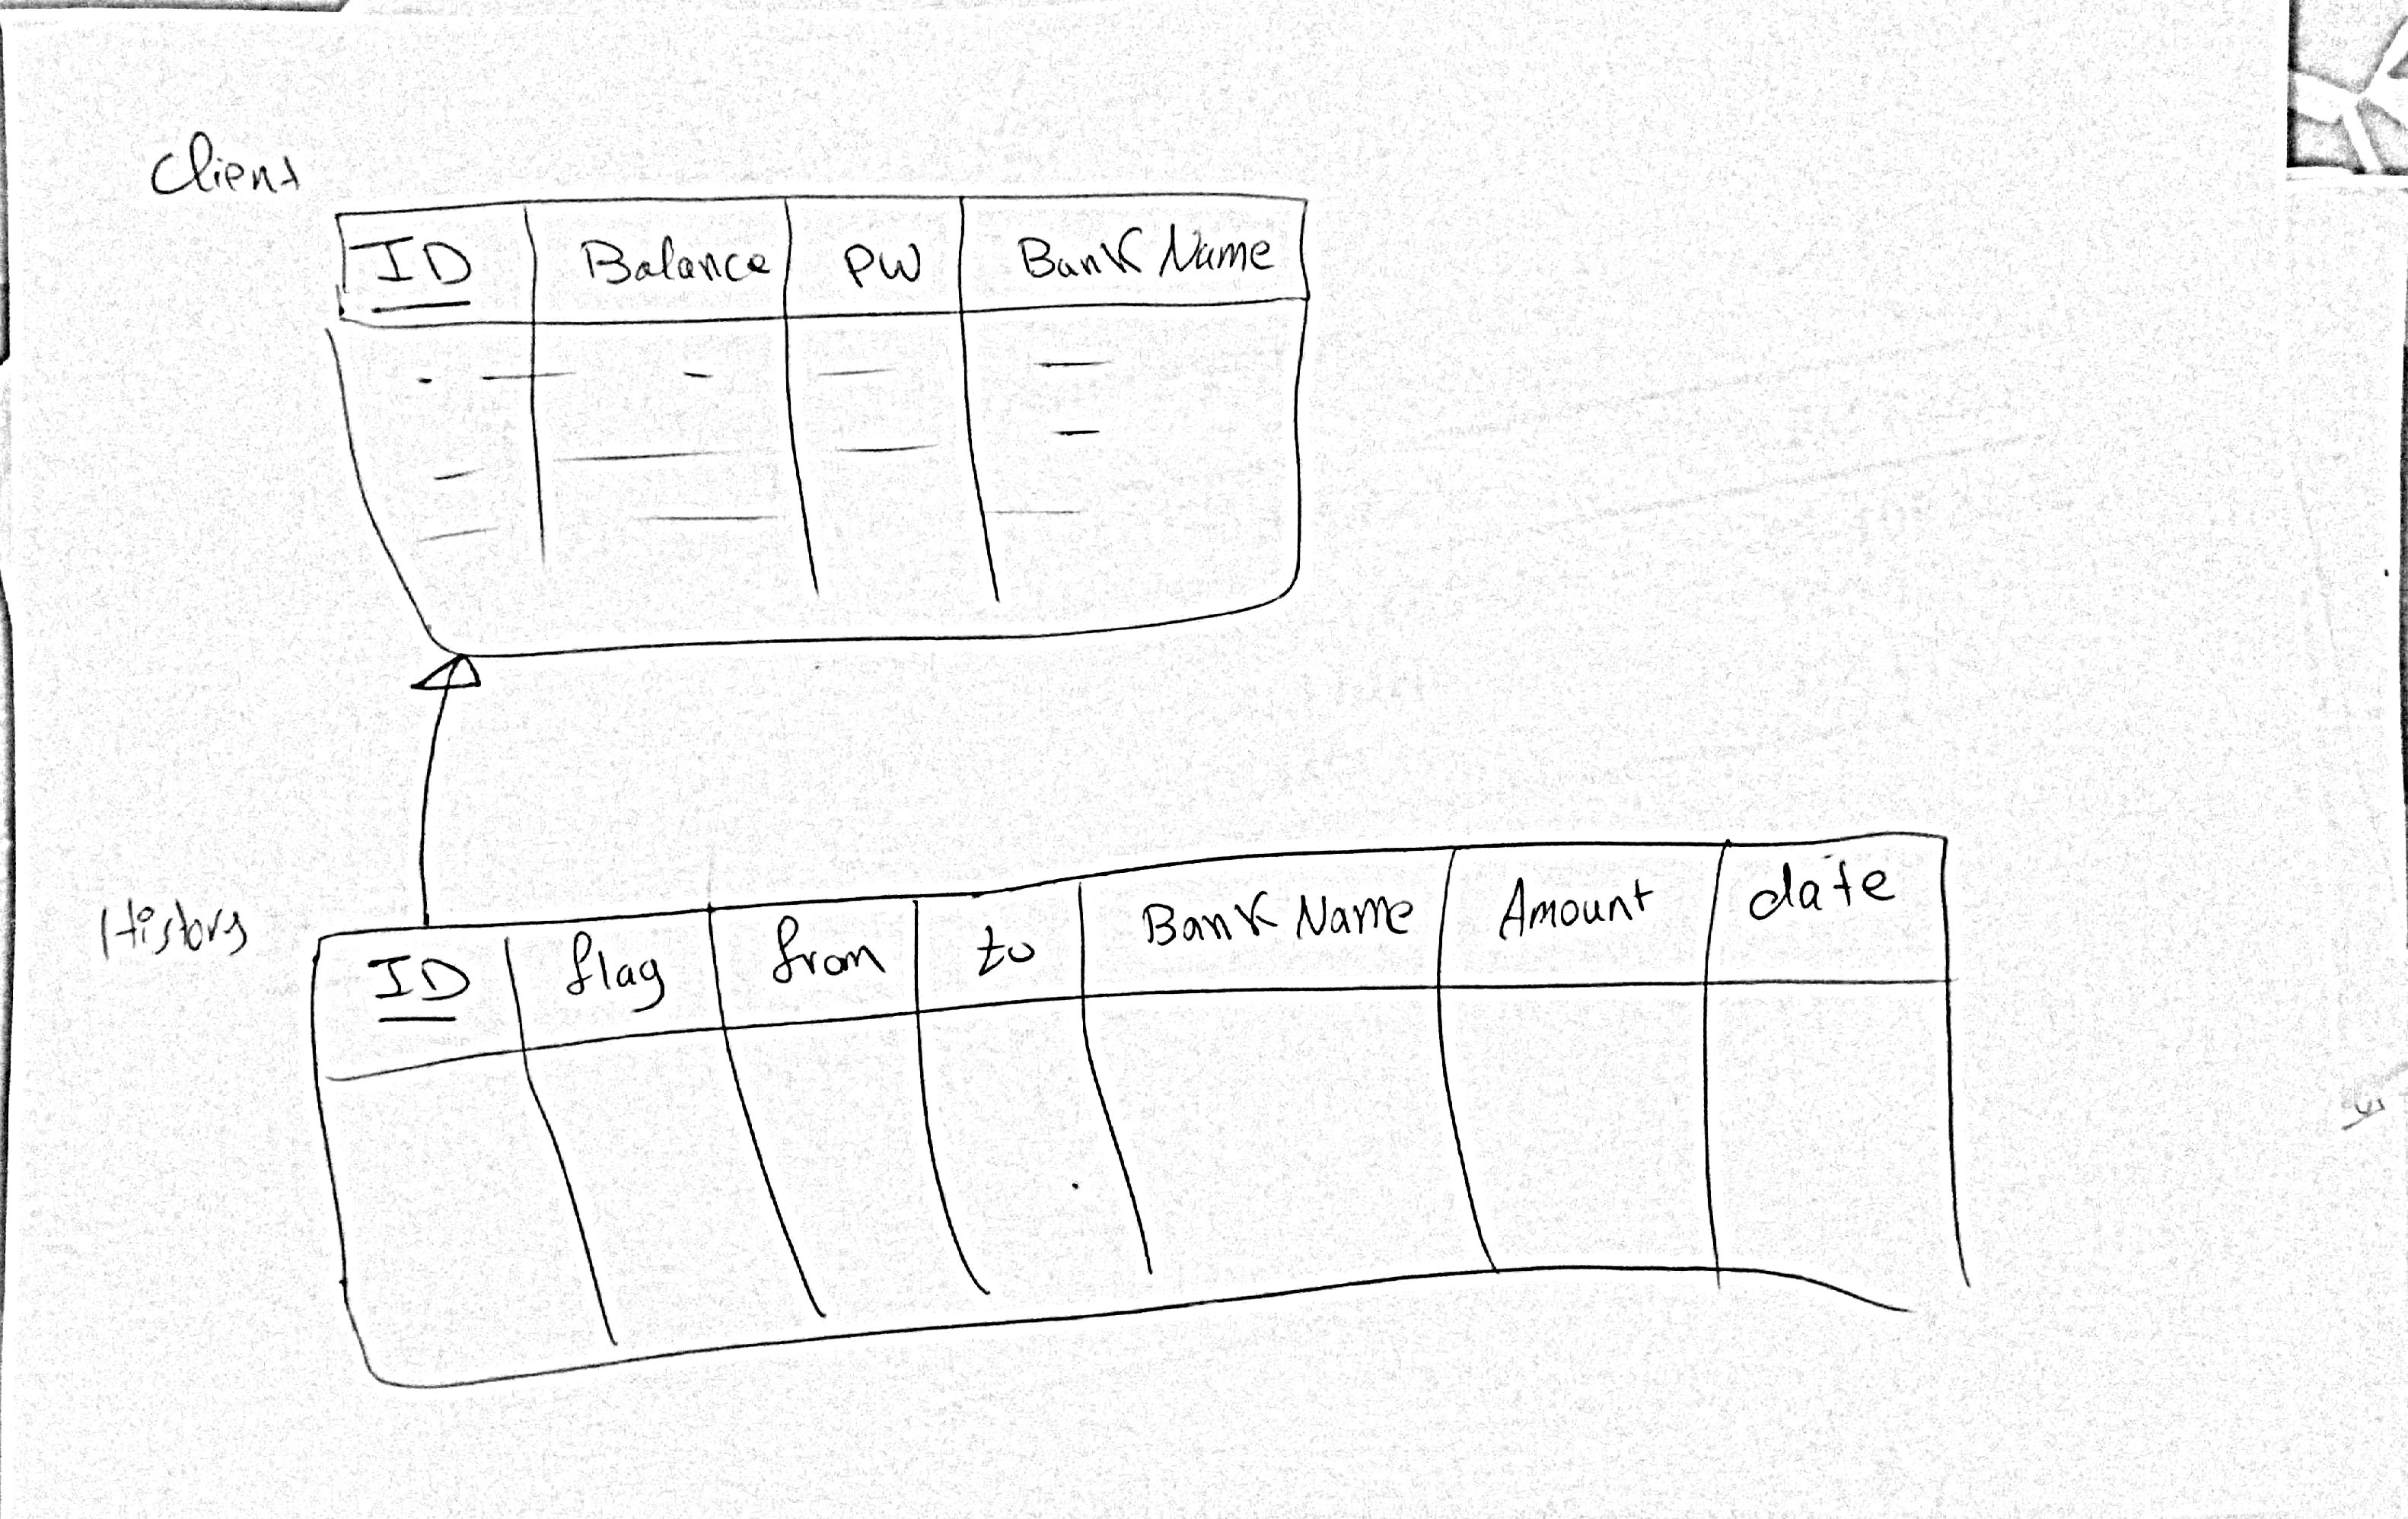 Client
ID Balance PW Bank Name
History
ID flag from to Bank Name Amount date